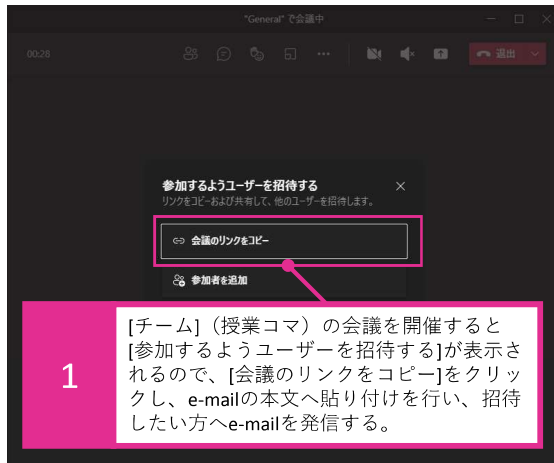 "General" で会議中
00:28
退出
参加するようユーザーを招待する
リンクをコピーおよび共有して、他のユーザーを招待します。
会議のリンクをコピー
参加者を追加
1
[チーム]（授業コマ）の会議を開催すると
[参加するようユーザーを招待する]が表示さ
れるので、[会議のリンクをコピー]をクリッ
クし、e-mailの本文へ貼り付けを行い、招待
したい方へe-mailを発信する。